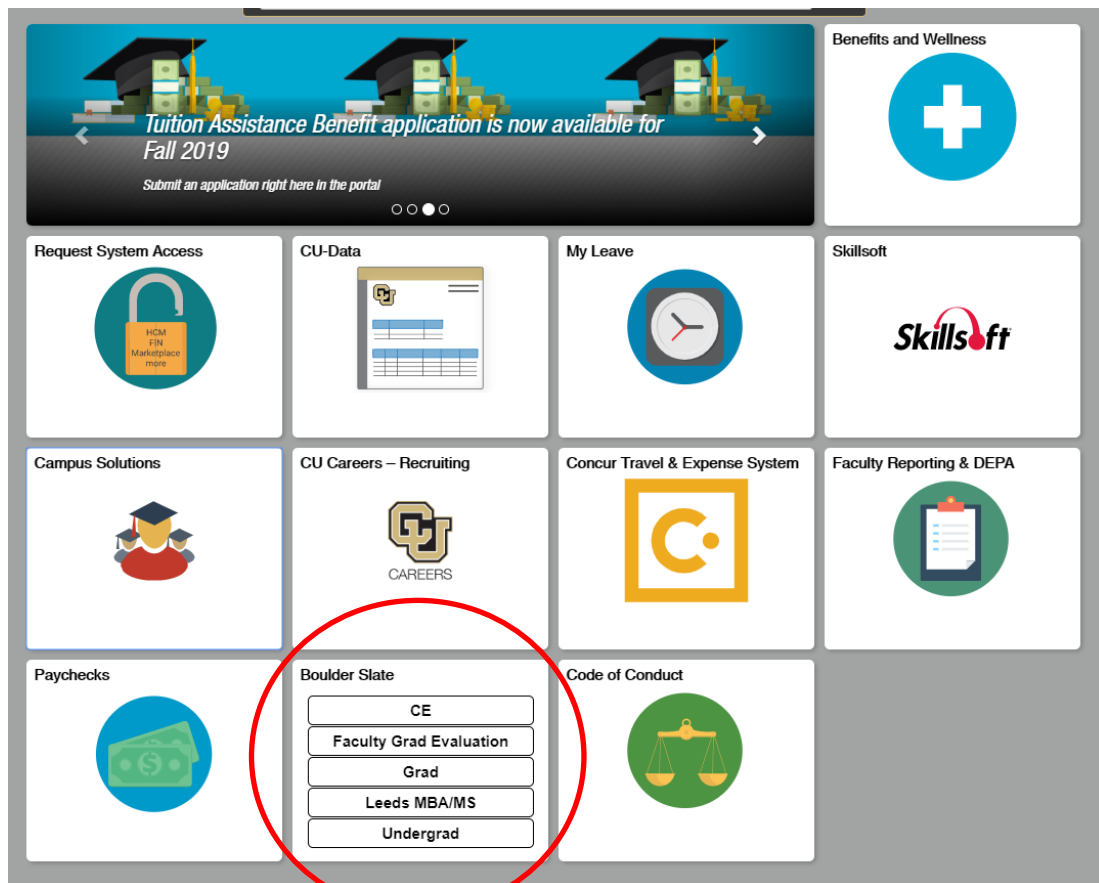 Tuition Assistance Benefit application is now available for
Fall 2019
Submit an application right here in the portal
Benefits and Wellness
Request System Access
HCM
FIN
Marketplace
more
CU-Data
CU
My Leave
Skillsoft
Skillsoft
Campus Solutions
CU Careers – Recruiting
CU
CAREERS
Concur Travel & Expense System
C
Faculty Reporting & DEPA
Paychecks
$
Boulder Slate
CE
Faculty Grad Evaluation
Grad
Leeds MBA/MS
Undergrad
Code of Conduct